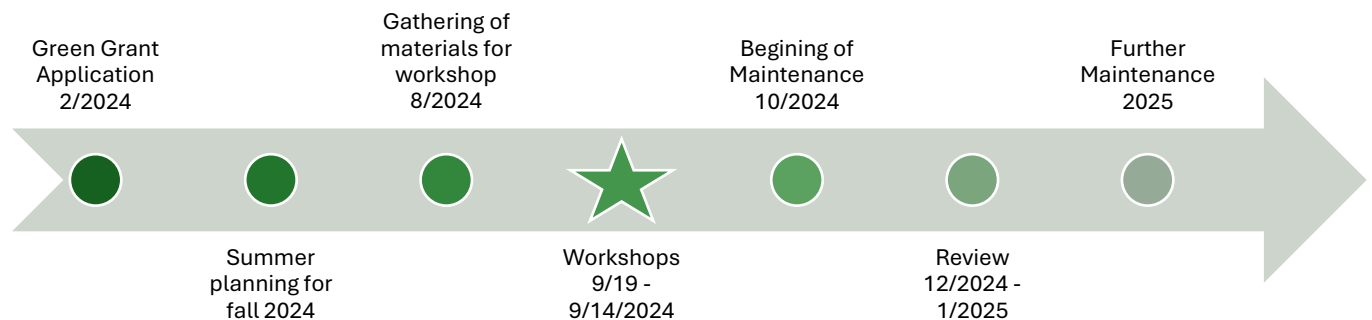 Green Grant
Application
2/2024
Summer
planning for
fall 2024
Gathering of
materials for
workshop
8/2024
Workshops
9/19 -
9/14/2024
Begining of
Maintenance
10/2024
Review
12/2024 -
1/2025
Further
Maintenance
2025